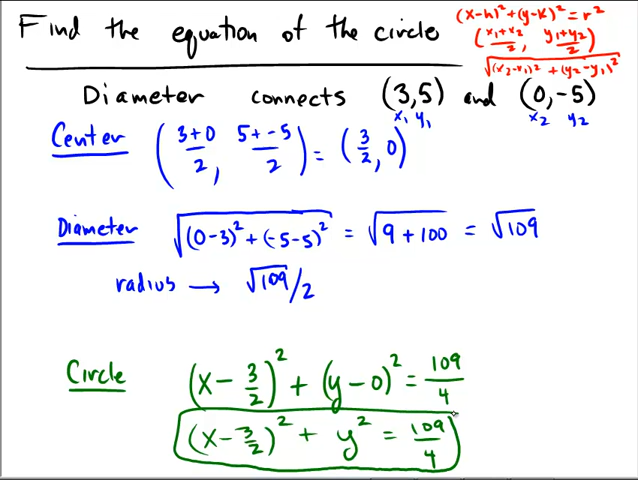 Find the equation of the circle
(x-h)² + (y-k)² = r²
(x₁+x₂/2, y₁+y₂/2)
√(x₂-x₁)² + (y₂-y₁)²
Diameter connects (3,5) and (0,-5)
x₁ y₁ x₂ y₂
Center (3+0/2, 5+-5/2) = (3/2, 0)
Diameter √(0-3)² + (-5-5)² = √9+100 = √109
radius → √109/2
Circle (x - 3/2)² + (y-0)² = 109/4
(x - 3/2)² + y² = 109/4